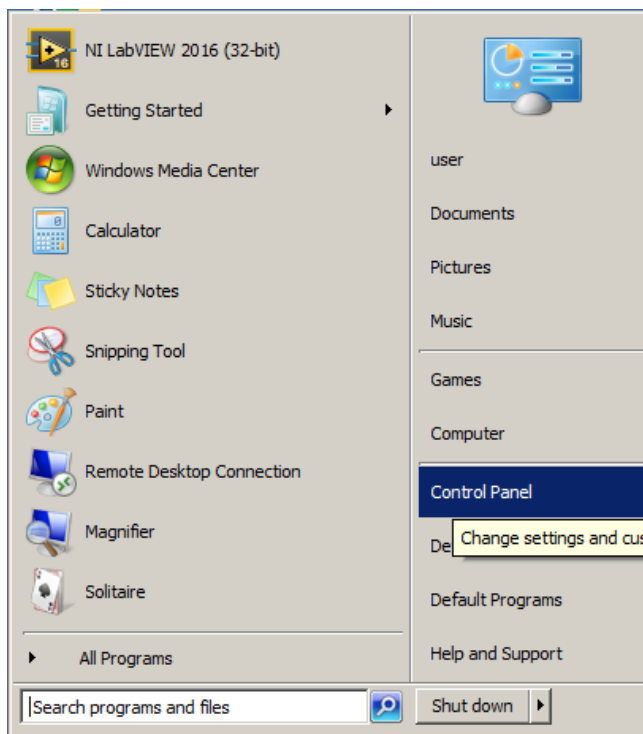 NI LabVIEW 2016 (32-bit)
Getting Started
Windows Media Center
Calculator
Sticky Notes
Snipping Tool
Paint
Remote Desktop Connection
Magnifier
Solitaire
All Programs
Search programs and files
user
Documents
Pictures
Music
Games
Computer
Control Panel
Change settings and cus
De
Default Programs
Help and Support
Shut down